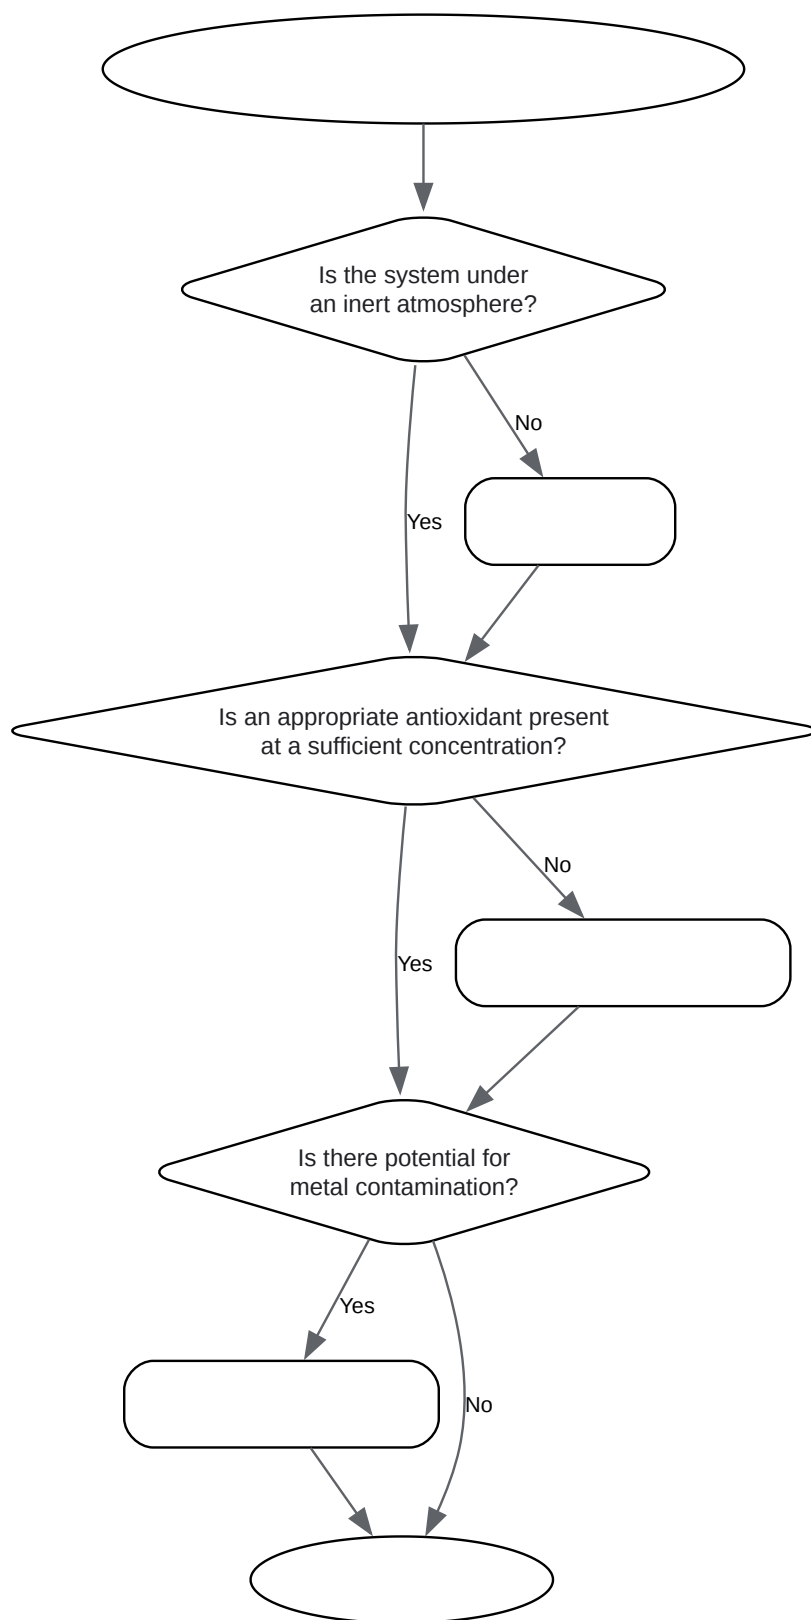 Is the system under
an inert atmosphere?
No
Yes
Is an appropriate antioxidant present
at a sufficient concentration?
No
Yes
Is there potential for
metal contamination?
Yes
No